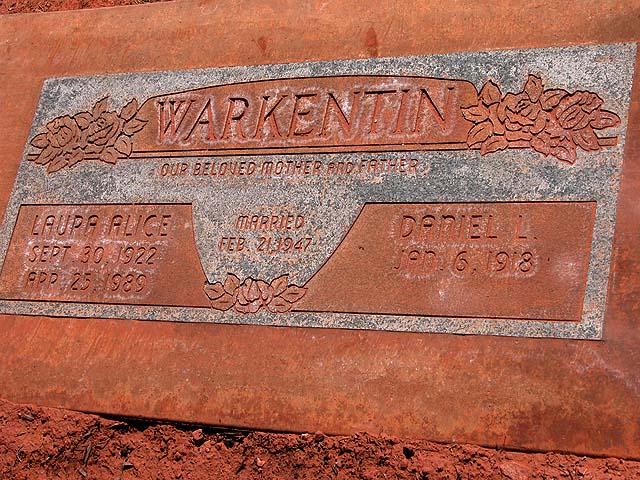 WARKENTIN
OUR BELOVED MOTHER AND FATHER
LAURA ALICE
SEPT. 30, 1922
APR. 25, 1989
MARRIED
FEB. 21, 1947
DANIEL L.
JAN. 6, 1918